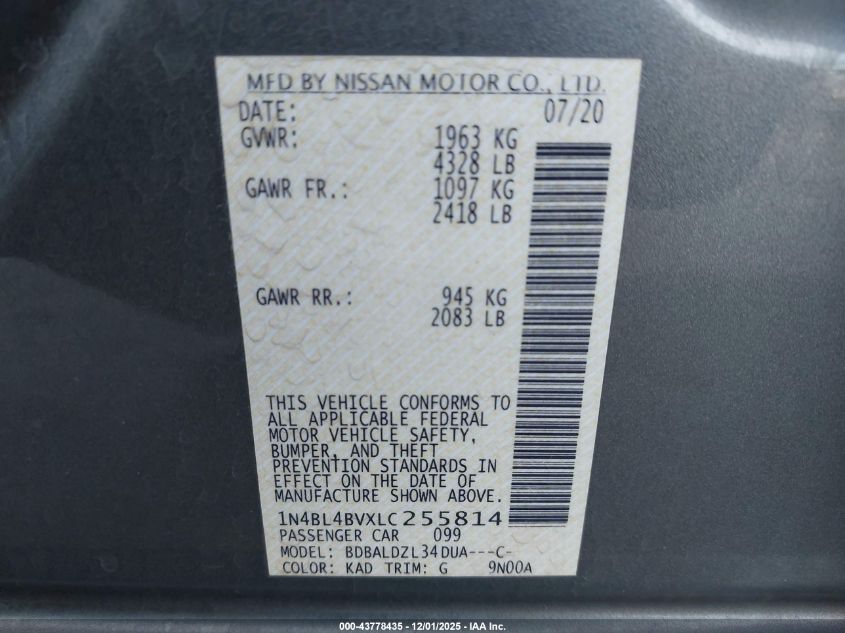 MFD BY NISSAN MOTOR CO., LTD.
DATE: 07/20
GVWR: 1963 KG
4328 LB
GAWR FR.: 1097 KG
2418 LB
GAWR RR.: 945 KG
2083 LB
THIS VEHICLE CONFORMS TO
ALL APPLICABLE FEDERAL
MOTOR VEHICLE SAFETY,
BUMPER, AND THEFT
PREVENTION STANDARDS IN
EFFECT ON THE DATE OF
MANUFACTURE SHOWN ABOVE.
1N4BL4BVXLC255814
PASSENGER CAR 099
MODEL: BDBALDZL34DUA---C-
COLOR: KAD TRIM: G 9N00A
000-43778435 - 12/01/2025 - IAA Inc.